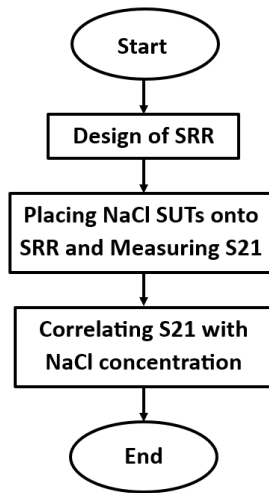 Start
Design of SRR
Placing NaCl SUTs onto
SRR and Measuring S21
Correlating S21 with
NaCl concentration
End